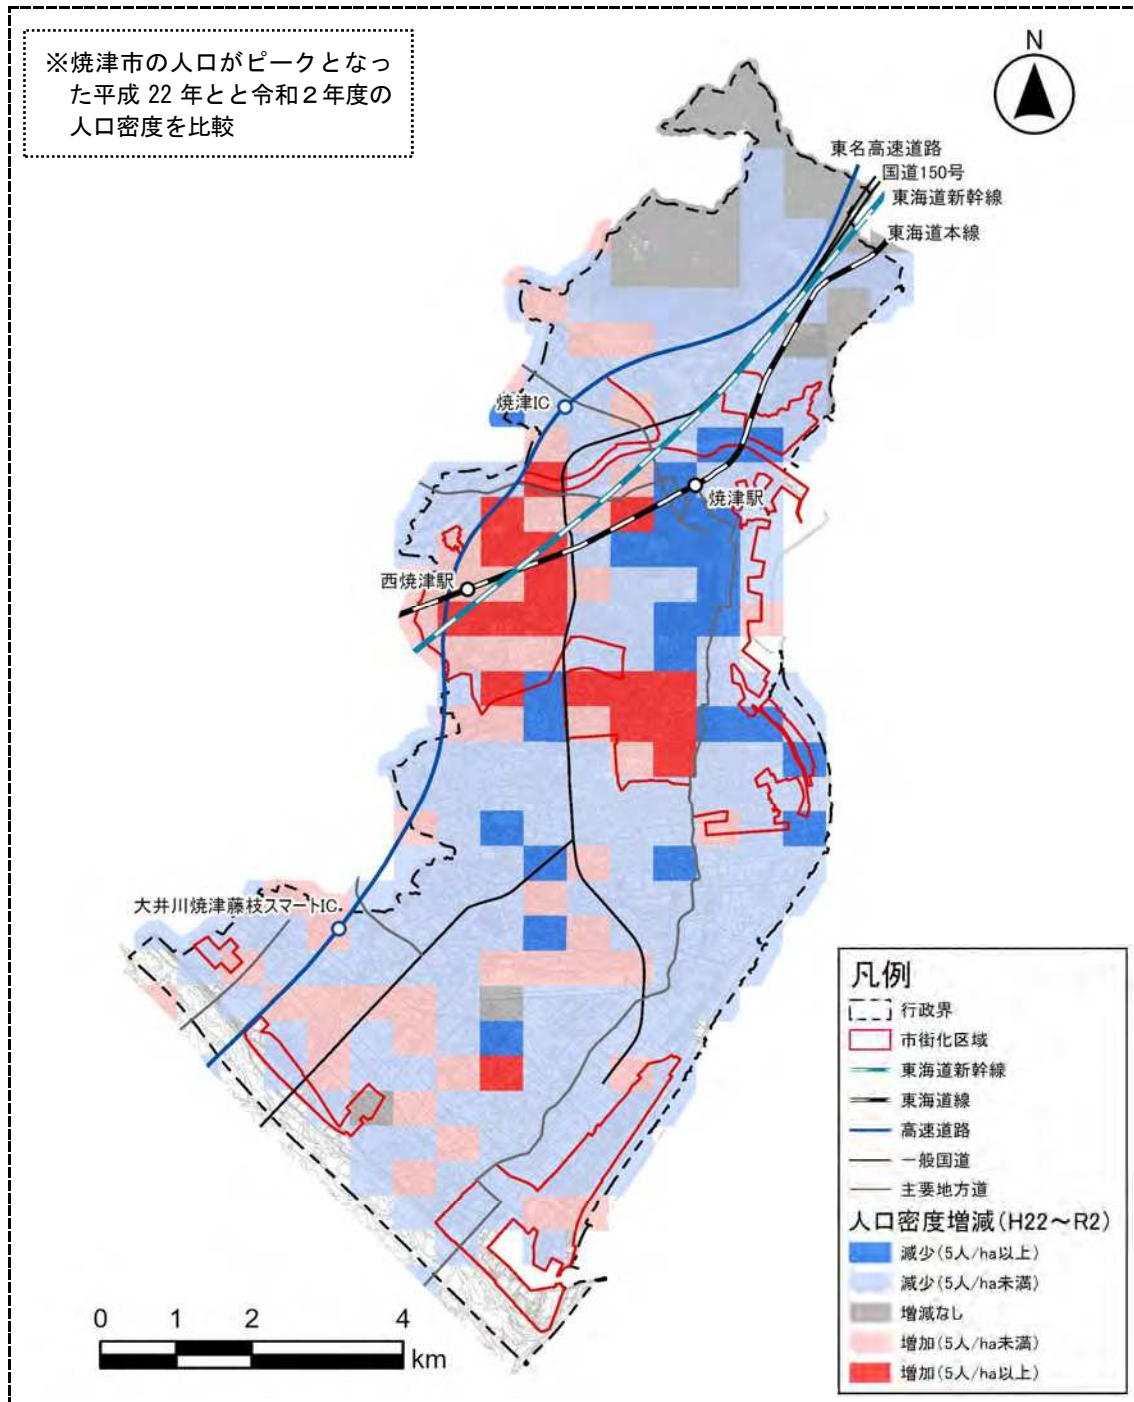 ※焼津市の人口がピークとなっ
た平成 22 年とと令和２年度の
人口密度を比較
N
東名高速道路
国道150号
東海道新幹線
東海道本線
焼津IC
焼津駅
西焼津駅
大井川焼津藤枝スマートIC.
凡例
行政界
市街化区域
東海道新幹線
東海道線
高速道路
一般国道
主要地方道
人口密度増減(H22～R2)
減少(5人/ha以上)
減少(5人/ha未満)
増減なし
増加(5人/ha未満)
増加(5人/ha以上)
0 1 2 4
km